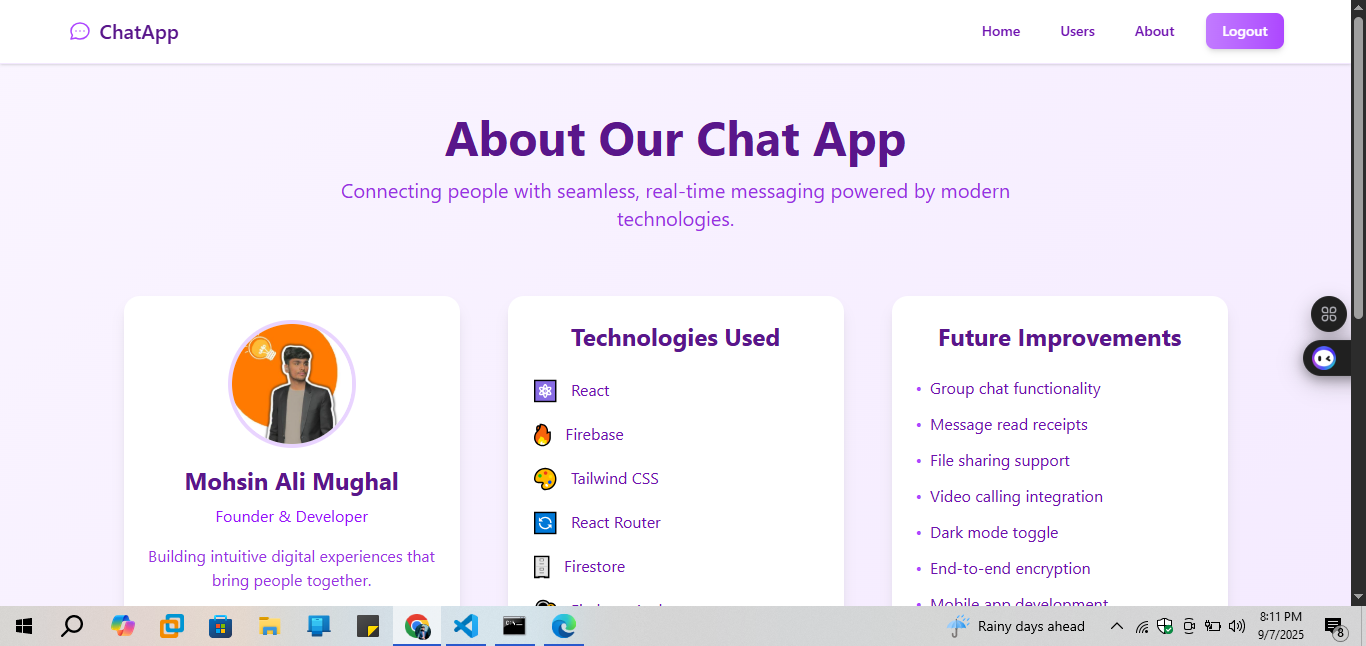 ChatApp
Home
Users
About
Logout
About Our Chat App
Connecting people with seamless, real-time messaging powered by modern
technologies.
Mohsin Ali Mughal
Founder & Developer
Building intuitive digital experiences that
bring people together.
Technologies Used
React
Firebase
Tailwind CSS
React Router
Firestore
Future Improvements
• Group chat functionality
• Message read receipts
• File sharing support
• Video calling integration
• Dark mode toggle
• End-to-end encryption
• Mobile app development
Rainy days ahead
8:11 PM
9/7/2025
8